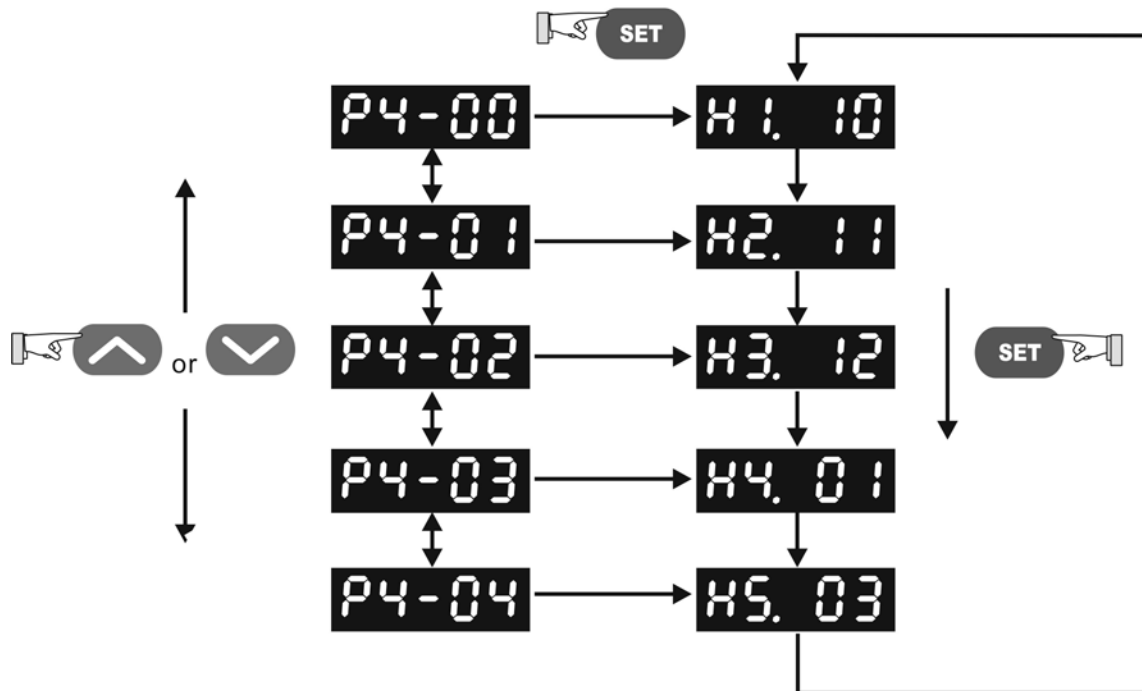 SET
P4-00 H1. 10
P4-01 H2. 11
or
P4-02 H3. 12
SET
P4-03 H4. 01
P4-04 H5. 03